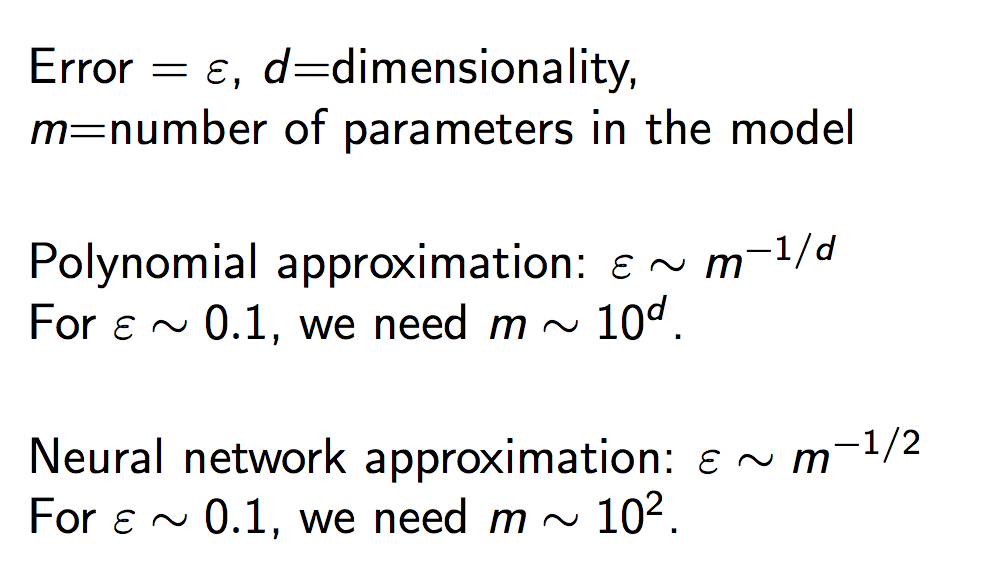 Error = ε, d=dimensionality,
m=number of parameters in the model
Polynomial approximation: ε ∼ m^{−1/d}
For ε ∼ 0.1, we need m ∼ 10^d.
Neural network approximation: ε ∼ m^{−1/2}
For ε ∼ 0.1, we need m ∼ 10^2.